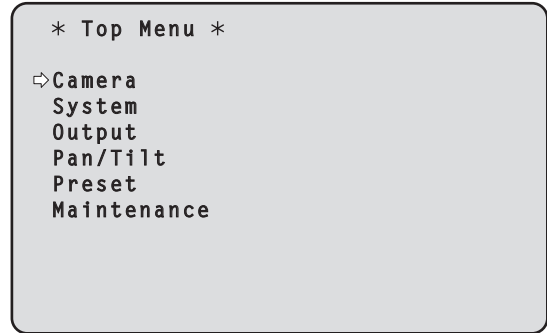 * Top Menu *
⇨Camera
System
Output
Pan/Tilt
Preset
Maintenance